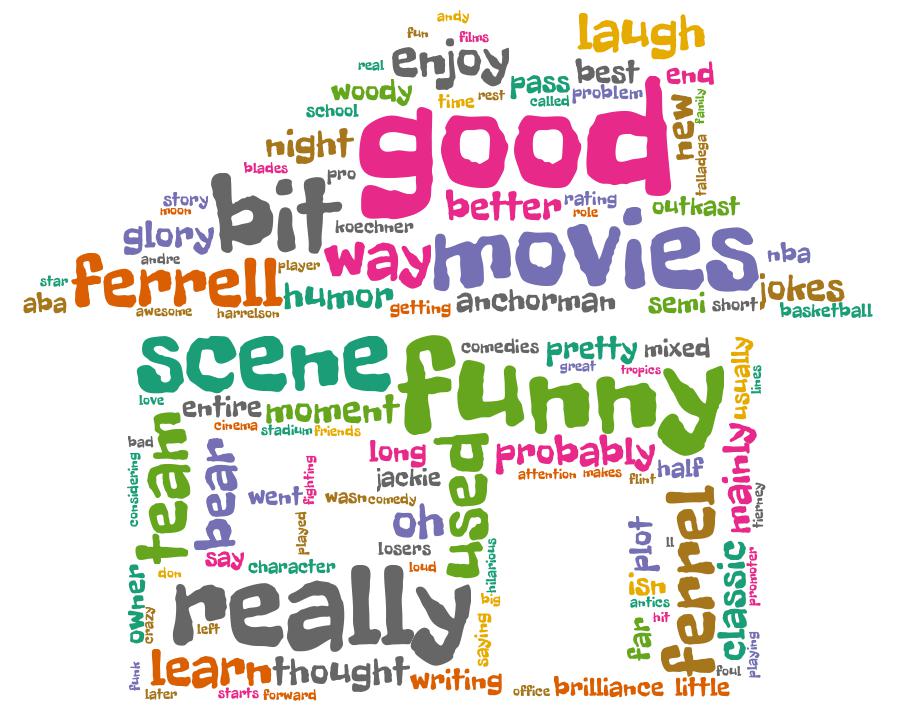 andy
fun
films
laugh
real
enjoy
best
end
woody
time
rest
pass
called
problem
school
good
new
family
talladega
night
blades
pro
bit
story
moon
better
rating
role
outkast
glory
koechner
andre
way
movies
nba
star
aba
ferrell
player
humor
getting
anchorman
semi
short
jokes
awesome
harrelson
basketball
scene
funny
comedies
pretty
mixed
great
tropics
usually
lines
love
entire
moment
cinema
stadium
friends
bad
team
considering
bear
long
used
probably
attention
makes
flint
half
mainly
jackie
went
fighting
wasn
comedy
played
oh
losers
plot
ll
ferrel
tierney
say
character
loud
hilarious
don
owner
crazy
really
left
big
saying
isn
antics
hit
far
classic
promoter
playing
foul
funk
later
learn
thought
starts
forward
writing
office
brilliance
little